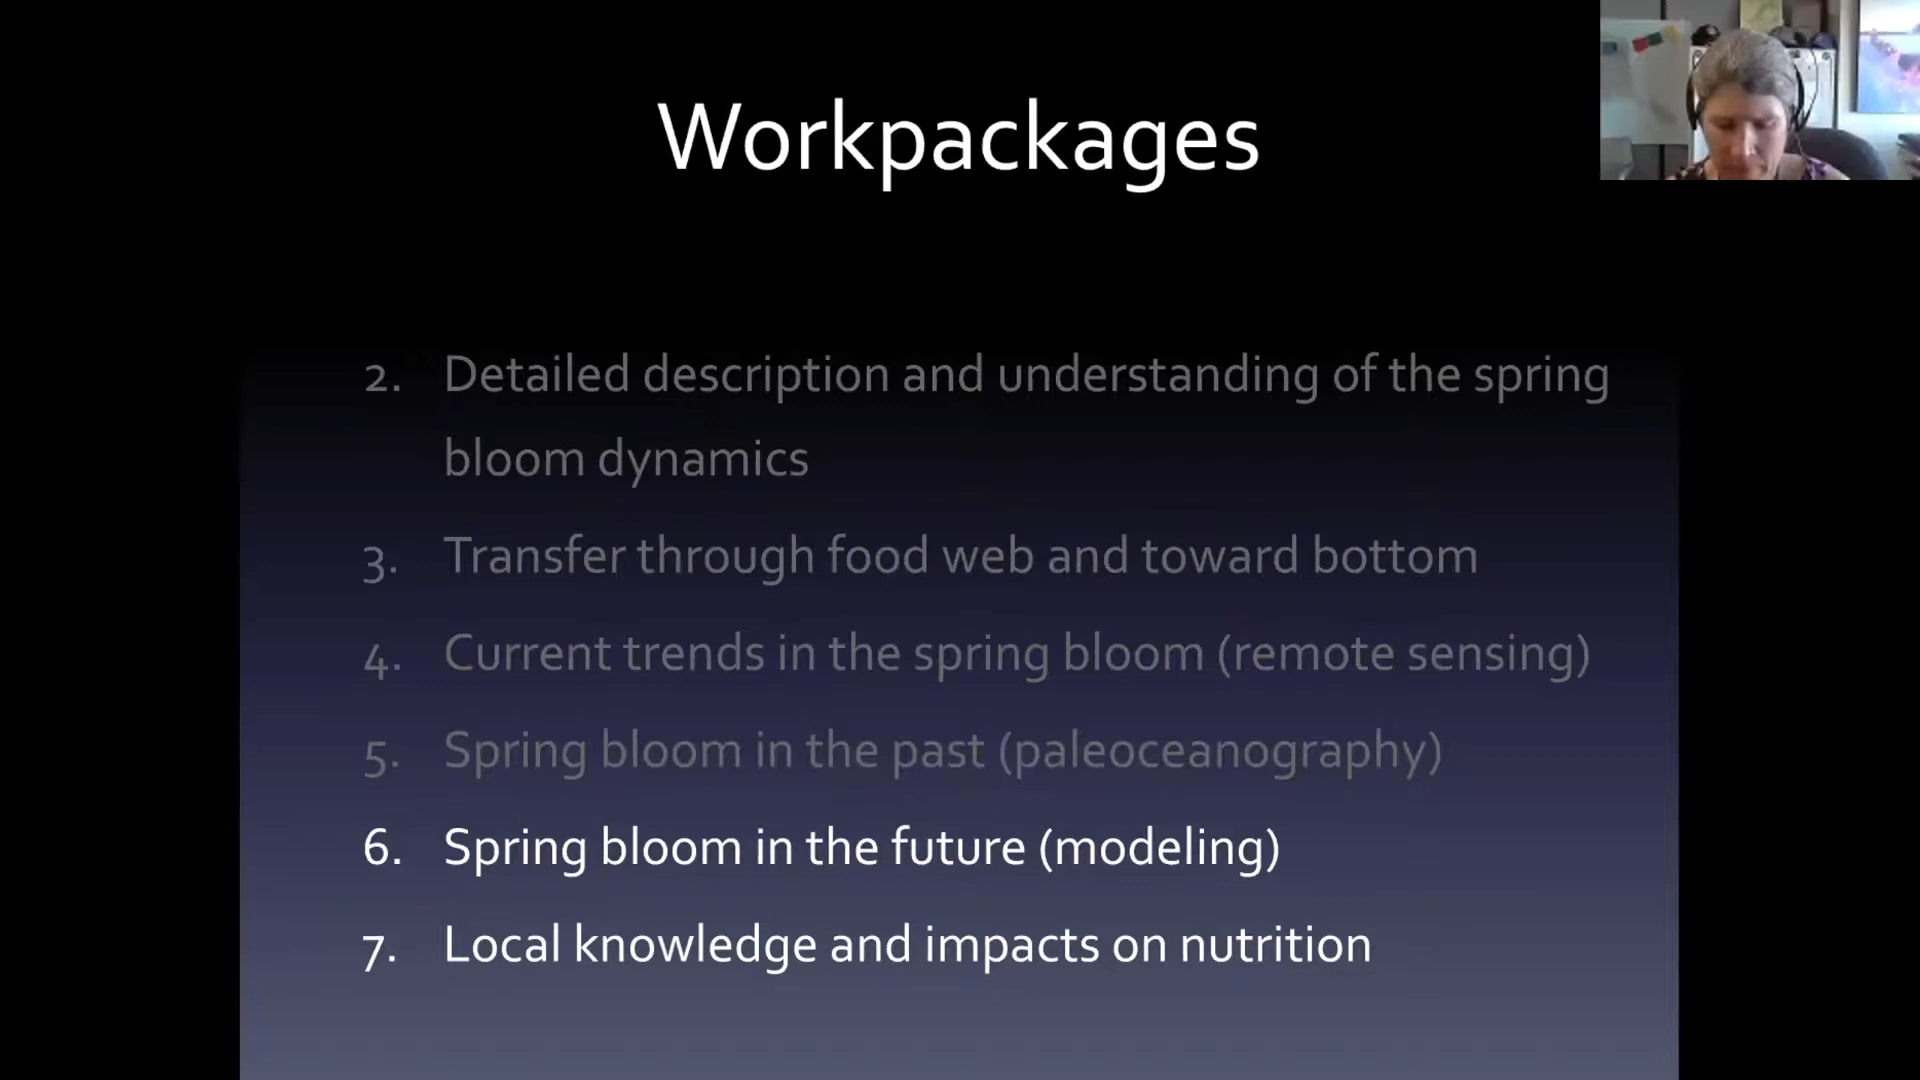 Workpackages
2. Detailed description and understanding of the spring
bloom dynamics
3. Transfer through food web and toward bottom
4. Current trends in the spring bloom (remote sensing)
5. Spring bloom in the past (paleoceanography)
6. Spring bloom in the future (modeling)
7. Local knowledge and impacts on nutrition